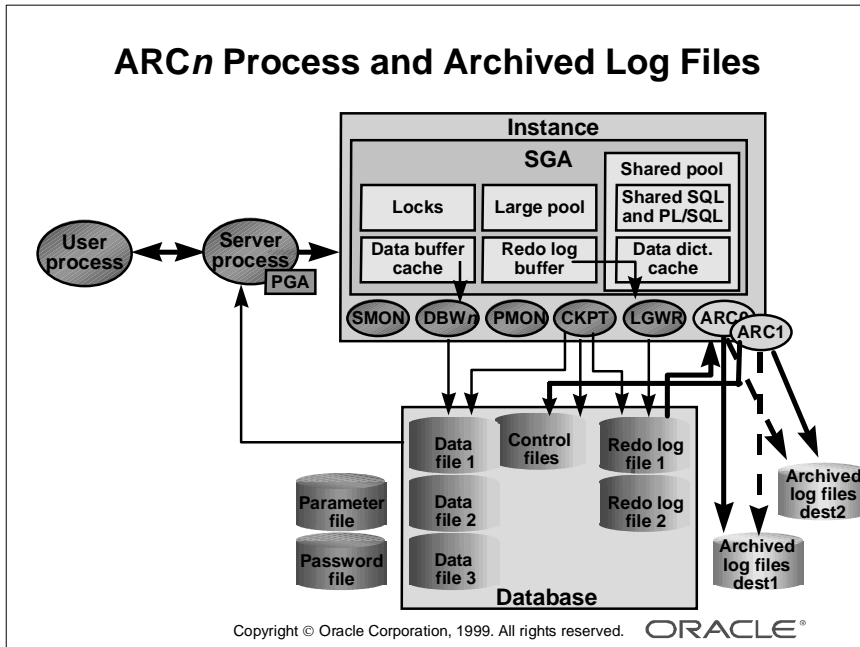 ARCn Process and Archived Log Files
Instance
SGA
Shared pool
Locks
Large pool
Shared SQL
and PL/SQL
User
process
Server
process
PGA
Data buffer
cache
Redo log
buffer
Data dict.
cache
SMON
DBWn
PMON
CKPT
LGWR
ARC0
ARC1
Data
file 1
Control
files
Redo log
file 1
Parameter
file
Data
file 2
Redo log
file 2
Archived
log files
dest2
Password
file
Data
file 3
Archived
log files
dest1
Database
Copyright © Oracle Corporation, 1999. All rights reserved.
ORACLE®